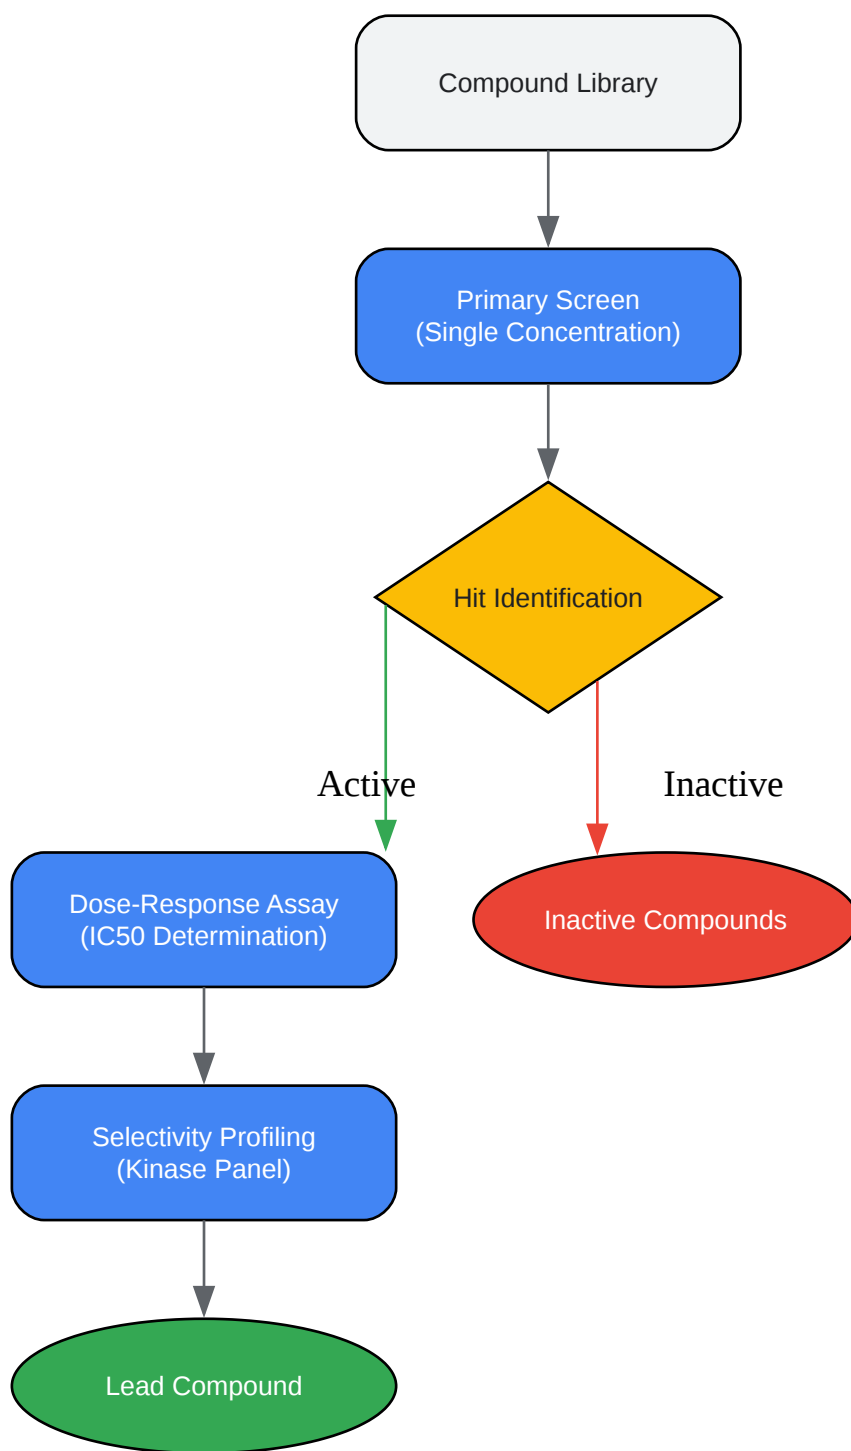 Compound Library
Primary Screen
(Single Concentration)
Hit Identification
Active
Inactive
Dose-Response Assay
(IC50 Determination)
Inactive Compounds
Selectivity Profiling
(Kinase Panel)
Lead Compound